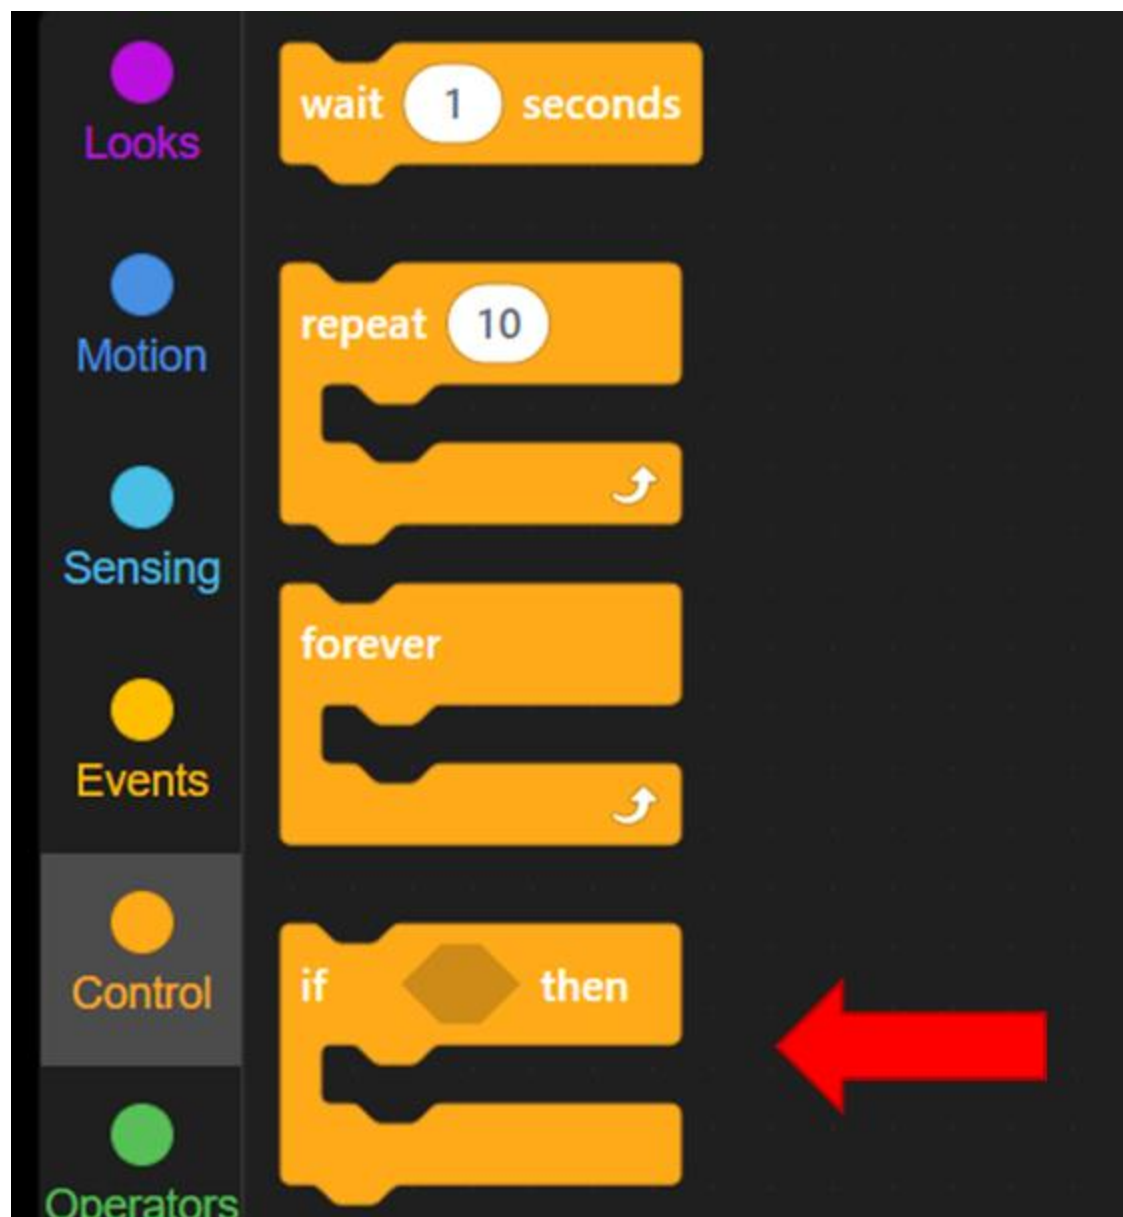 Looks
Motion
Sensing
Events
Control
Operators
wait 1 seconds
repeat 10
forever
if then